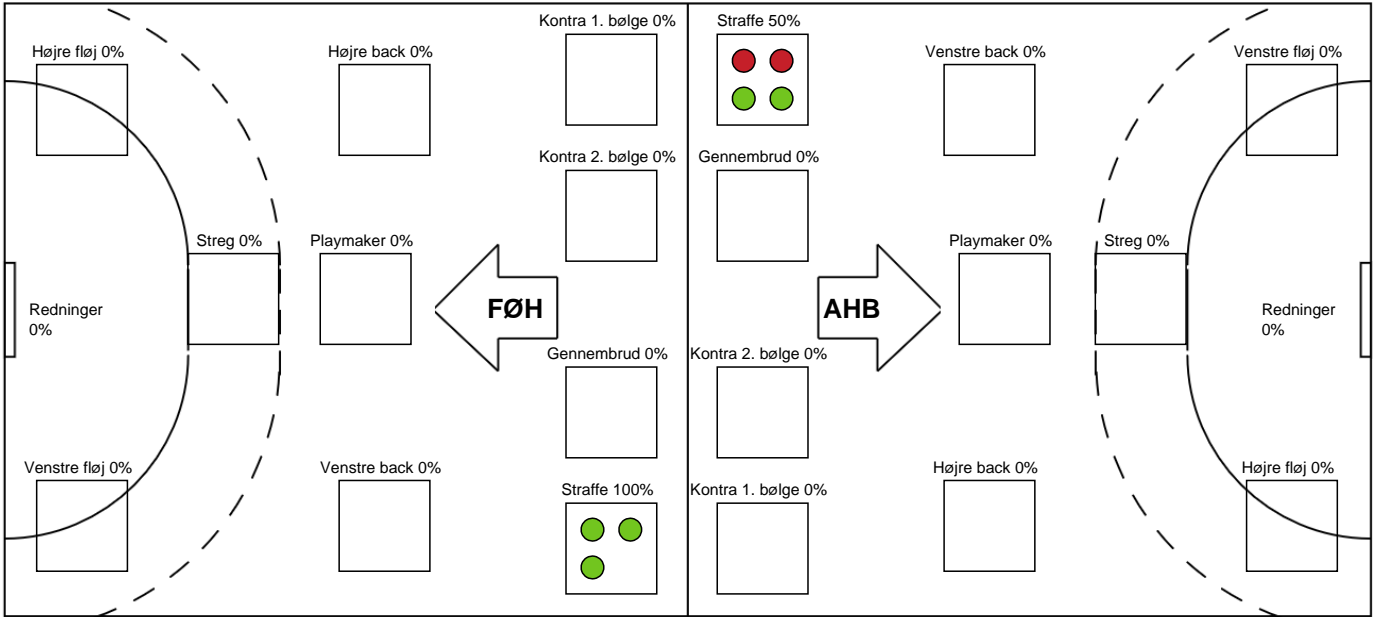 Kontra 1. bølge 0%
Straffe 50%
Højre fløj 0%
Højre back 0%
Venstre back 0%
Venstre fløj 0%
Kontra 2. bølge 0%
Gennembrud 0%
Streg 0%
Playmaker 0%
Playmaker 0%
Streg 0%
Redninger
0%
FØH
AHB
Redninger
0%
Gennembrud 0%
Kontra 2. bølge 0%
Venstre fløj 0%
Venstre back 0%
Højre back 0%
Højre fløj 0%
Straffe 100%
Kontra 1. bølge 0%